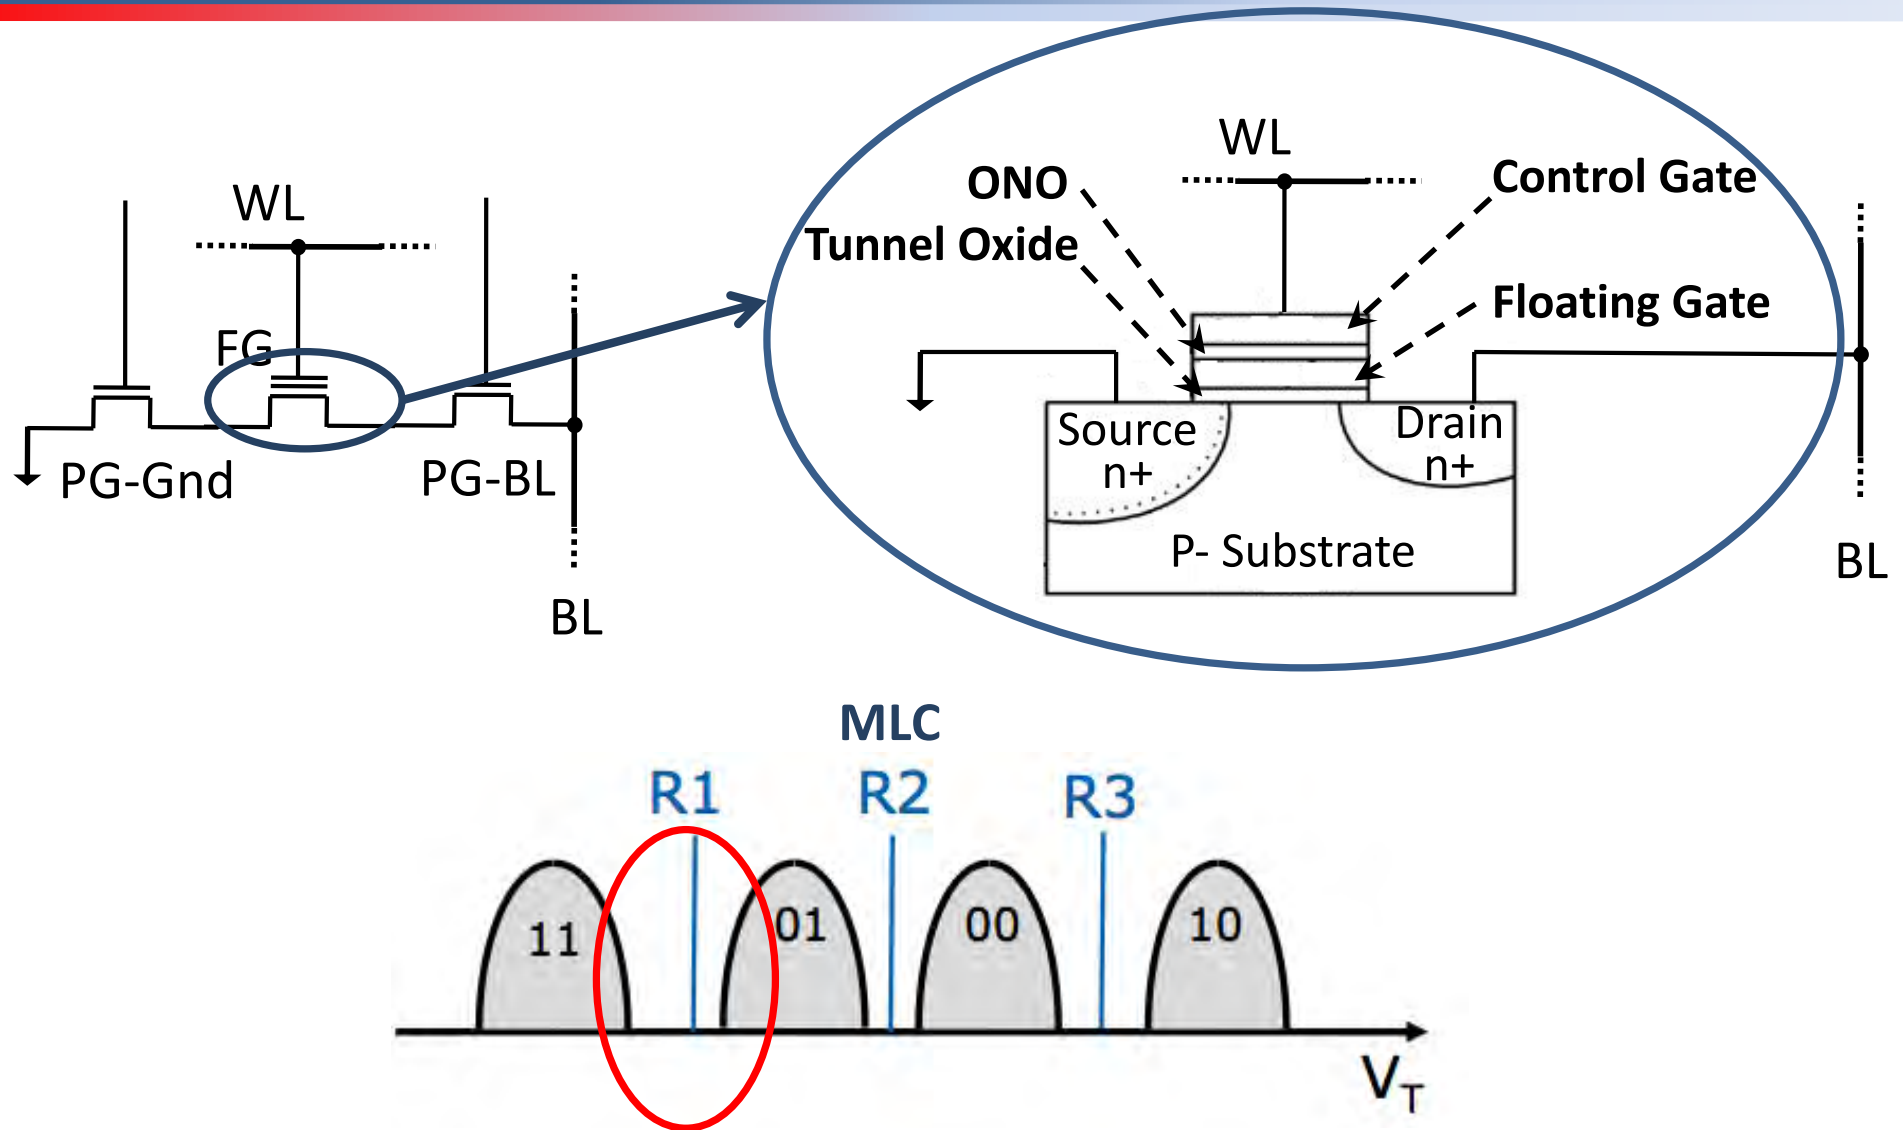 WL
FG
PG-Gnd
PG-BL
BL
WL
ONO
Control Gate
Tunnel Oxide
Floating Gate
Source
n+
Drain
n+
P- Substrate
BL
MLC
R1
R2
R3
11
01
00
10
VT